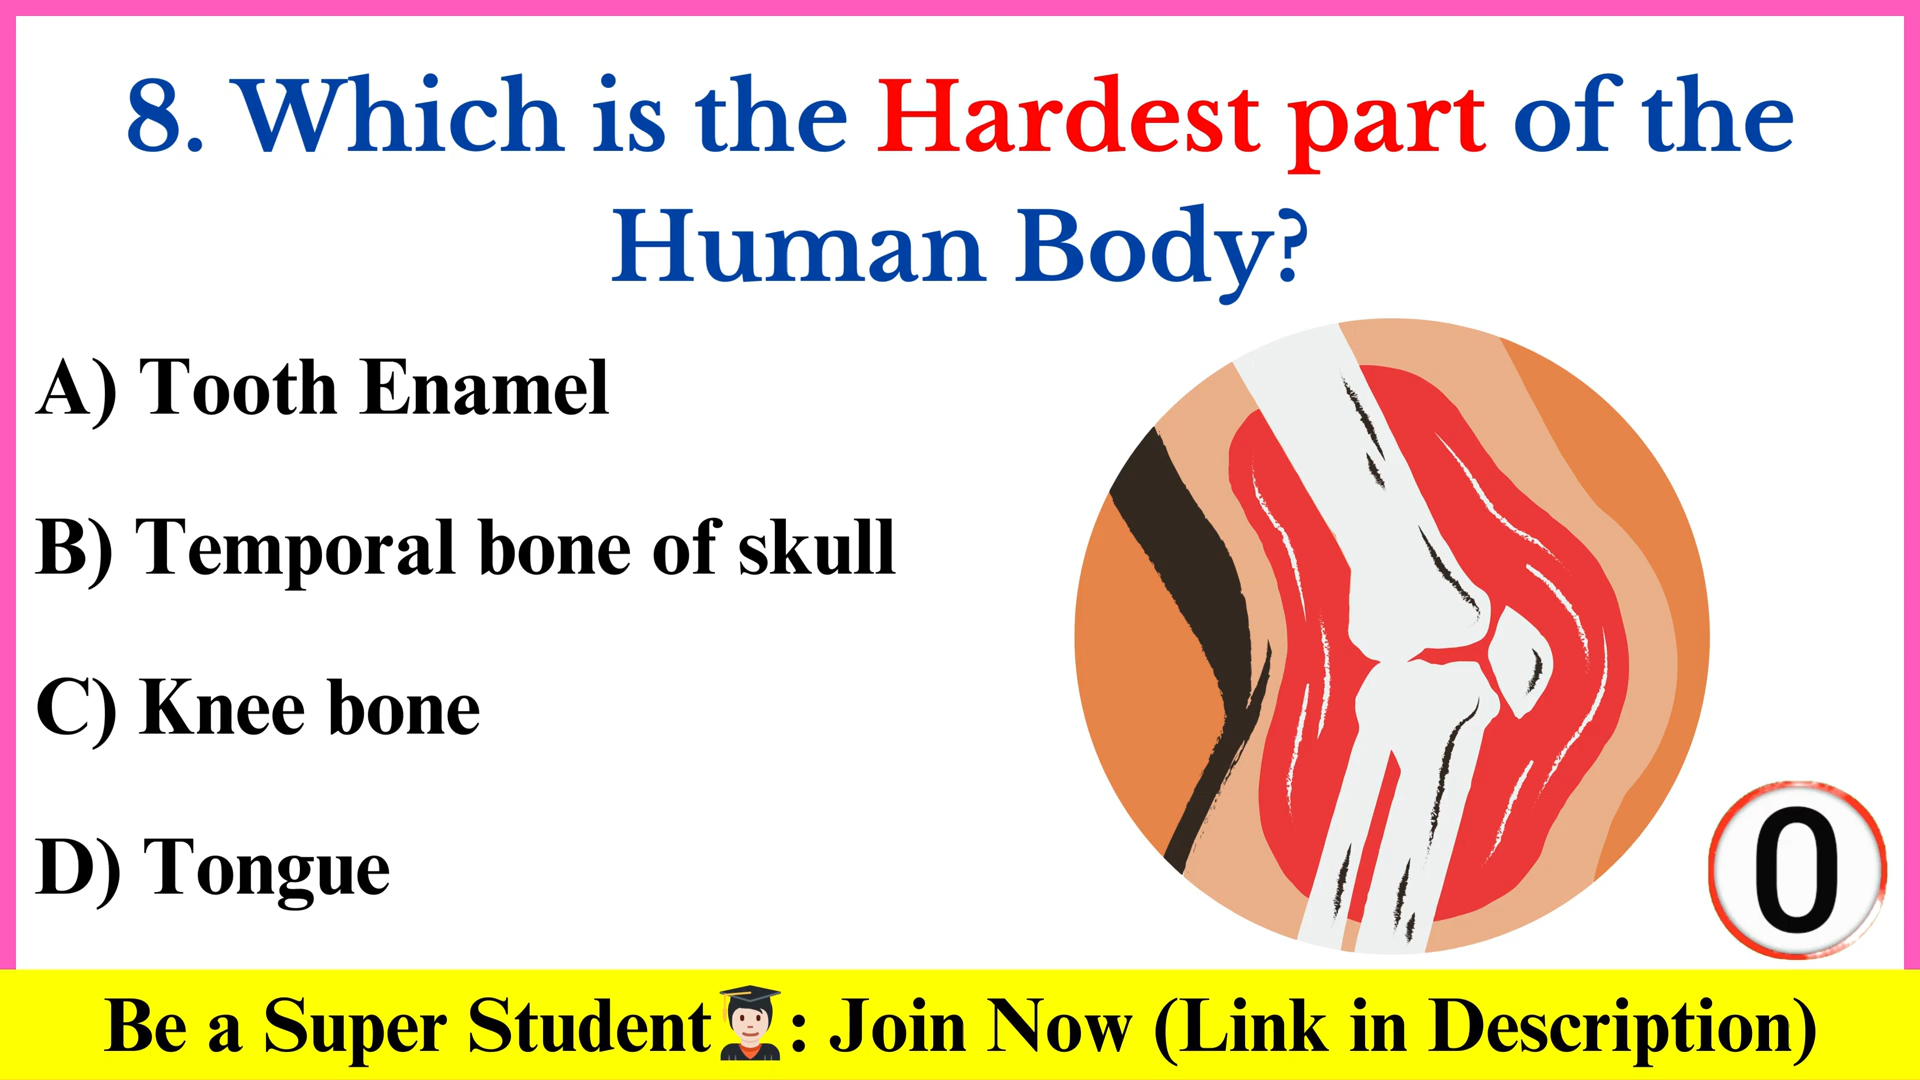 8. Which is the Hardest part of the
Human Body?
A) Tooth Enamel
B) Temporal bone of skull
C) Knee bone
D) Tongue
0
Be a Super Student👨🏻‍🎓: Join Now (Link in Description)